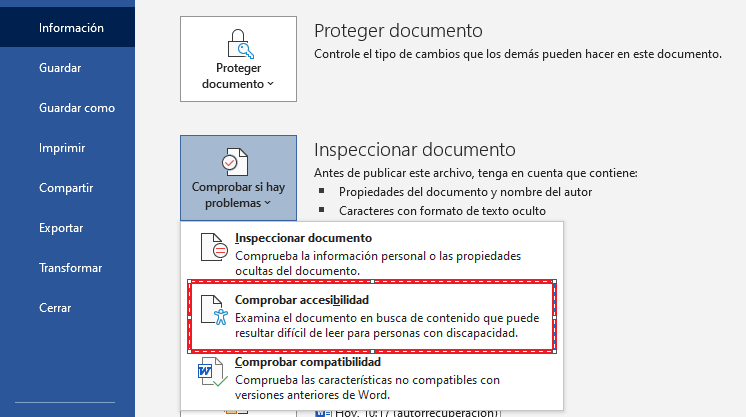 Información
Guardar
Guardar como
Imprimir
Compartir
Exportar
Transformar
Cerrar
Proteger documento
Proteger documento
Controle el tipo de cambios que los demás pueden hacer en este documento.
Comprobar si hay problemas
Inspeccionar documento
Antes de publicar este archivo, tenga en cuenta que contiene:
Propiedades del documento y nombre del autor
Caracteres con formato de texto oculto
Inspeccionar documento
Comprueba la información personal o las propiedades
ocultas del documento.
Comprobar accesibilidad
Examina el documento en busca de contenido que puede
resultar difícil de leer para personas con discapacidad.
Comprobar compatibilidad
Comprueba las características no compatibles con
versiones anteriores de Word.
Hoy, 10:17 (autorrecuperación)